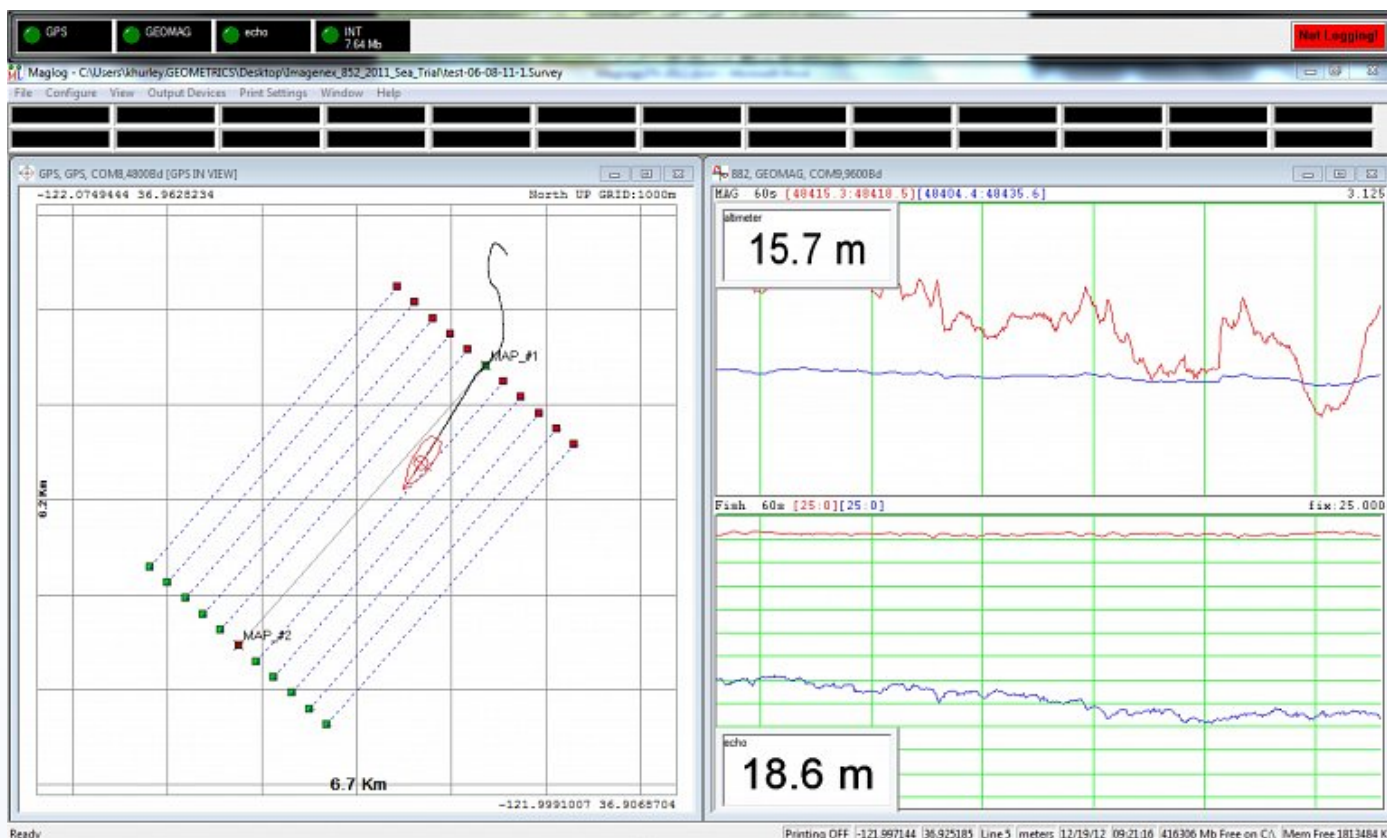 GPS GEOMAG echo INT
7.64 Mb
Not Logging!
Maglog - C:\Users\khurley.GEOMETRICS\Desktop\Imagenex_852_2011_Sea_Trial\test-06-08-11-1.Survey
File Configure View Output Devices Print Settings Window Help
GPS, GPS, COM8,4800Bd [GPS IN VIEW]
-122.0749444 36.9628234 North UP GRID:1000m
MAP_#1
6.2 Km
MAP_#2
6.7 Km
-121.9991007 36.9068704
882, GEOMAG, COM9,9600Bd
MAG 60s [48415.3:48418.5][48404.4:48435.6] 3.125
altmeter
15.7 m
Fish 60s [25:0][25:0] fix:25.000
echo
18.6 m
Ready Printing OFF -121.997144 36.925185 Line 5 meters 12/19/12 09:21:16 416306 Mb Free on C:\ Mem Free 1813484 K